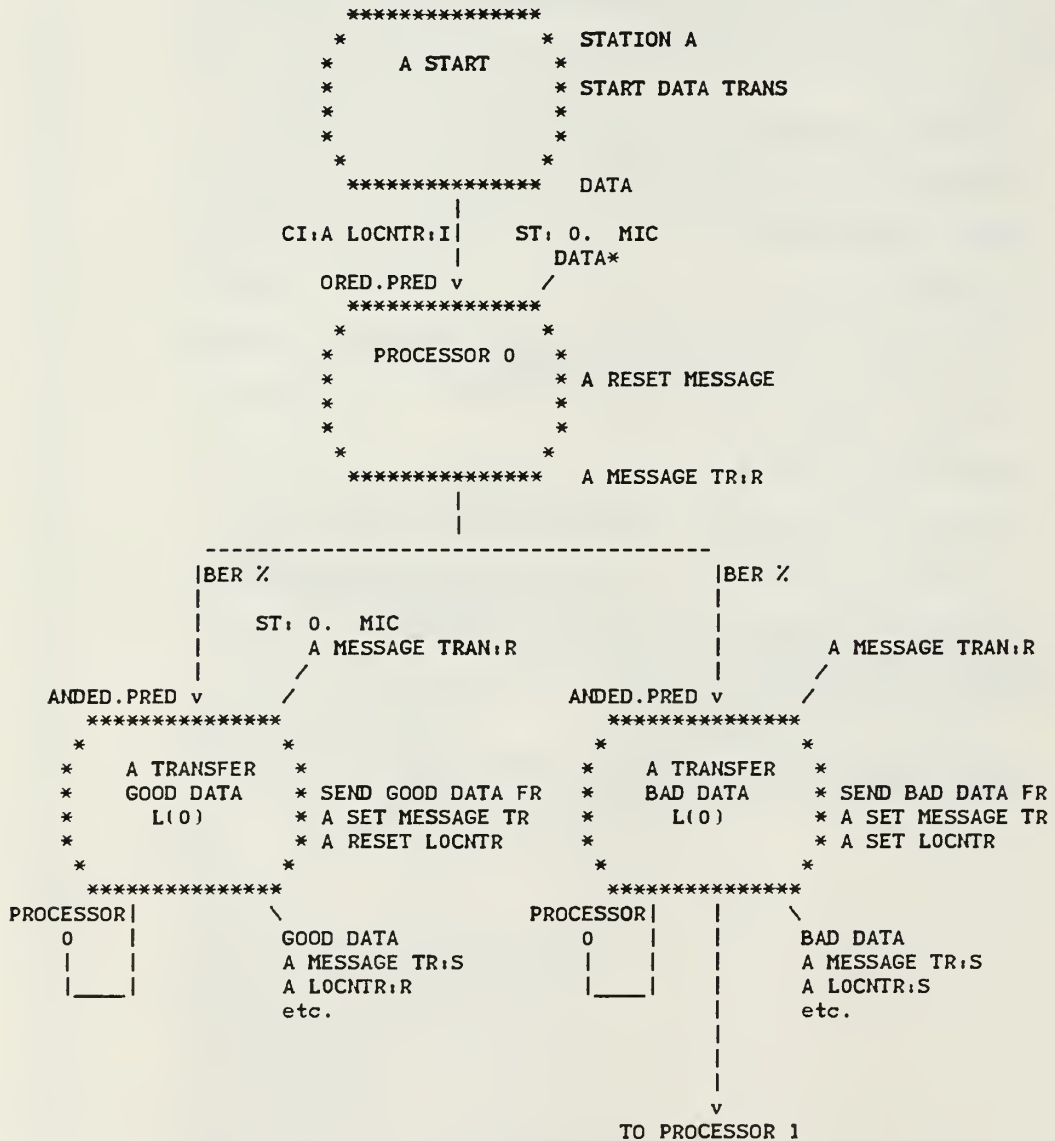 STATION A
A START
START DATA TRANS
DATA
CI:A LOCNTR:I ST: 0. MIC
DATA*
ORED.PRED v
PROCESSOR 0
A RESET MESSAGE
A MESSAGE TR:R
BER % BER %
ST: 0. MIC
A MESSAGE TRAN:R A MESSAGE TRAN:R
ANDED.PRED v ANDED.PRED v
A TRANSFER A TRANSFER
GOOD DATA SEND GOOD DATA FR BAD DATA SEND BAD DATA FR
L(0) A SET MESSAGE TR L(0) A SET MESSAGE TR
A RESET LOCNTR A SET LOCNTR
PROCESSOR PROCESSOR
0 GOOD DATA 0 BAD DATA
A MESSAGE TR:S A MESSAGE TR:S
A LOCNTR:R A LOCNTR:S
etc. etc.
v
TO PROCESSOR 1